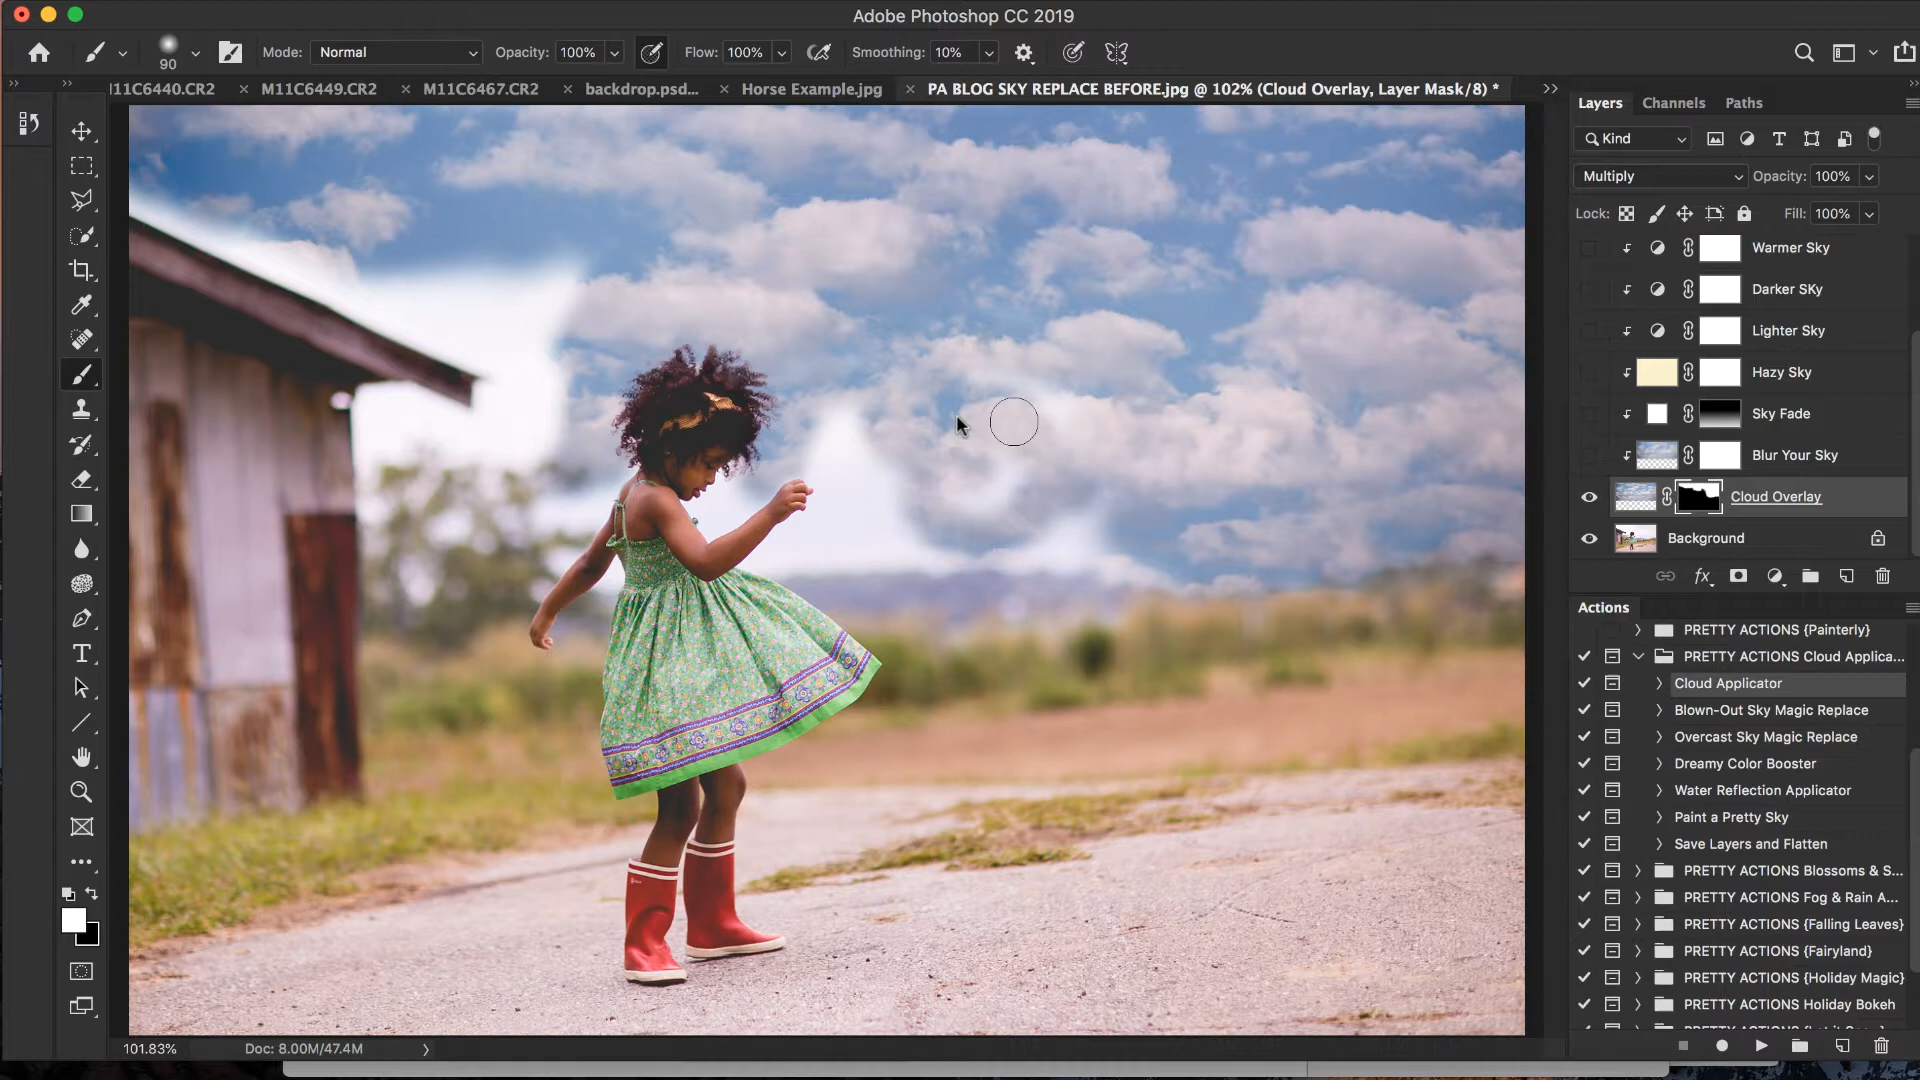 Adobe Photoshop CC 2019
90
Mode: Normal
Opacity: 100%
Flow: 100%
Smoothing: 10%
11C6440.CR2
M11C6449.CR2
M11C6467.CR2
backdrop.psd...
Horse Example.jpg
PA BLOG SKY REPLACE BEFORE.jpg @ 102% (Cloud Overlay, Layer Mask/8) *
Layers
Channels
Paths
Kind
Multiply
Opacity: 100%
Lock:
Fill: 100%
Warmer Sky
Darker SKy
Lighter Sky
Hazy Sky
Sky Fade
Blur Your Sky
Cloud Overlay
Background
fx
Actions
PRETTY ACTIONS {Painterly}
PRETTY ACTIONS Cloud Applica...
Cloud Applicator
Blown-Out Sky Magic Replace
Overcast Sky Magic Replace
Dreamy Color Booster
Water Reflection Applicator
Paint a Pretty Sky
Save Layers and Flatten
PRETTY ACTIONS Blossoms & S...
PRETTY ACTIONS Fog & Rain A...
PRETTY ACTIONS {Falling Leaves}
PRETTY ACTIONS {Fairyland}
PRETTY ACTIONS {Holiday Magic}
PRETTY ACTIONS Holiday Bokeh
101.83%
Doc: 8.00M/47.4M